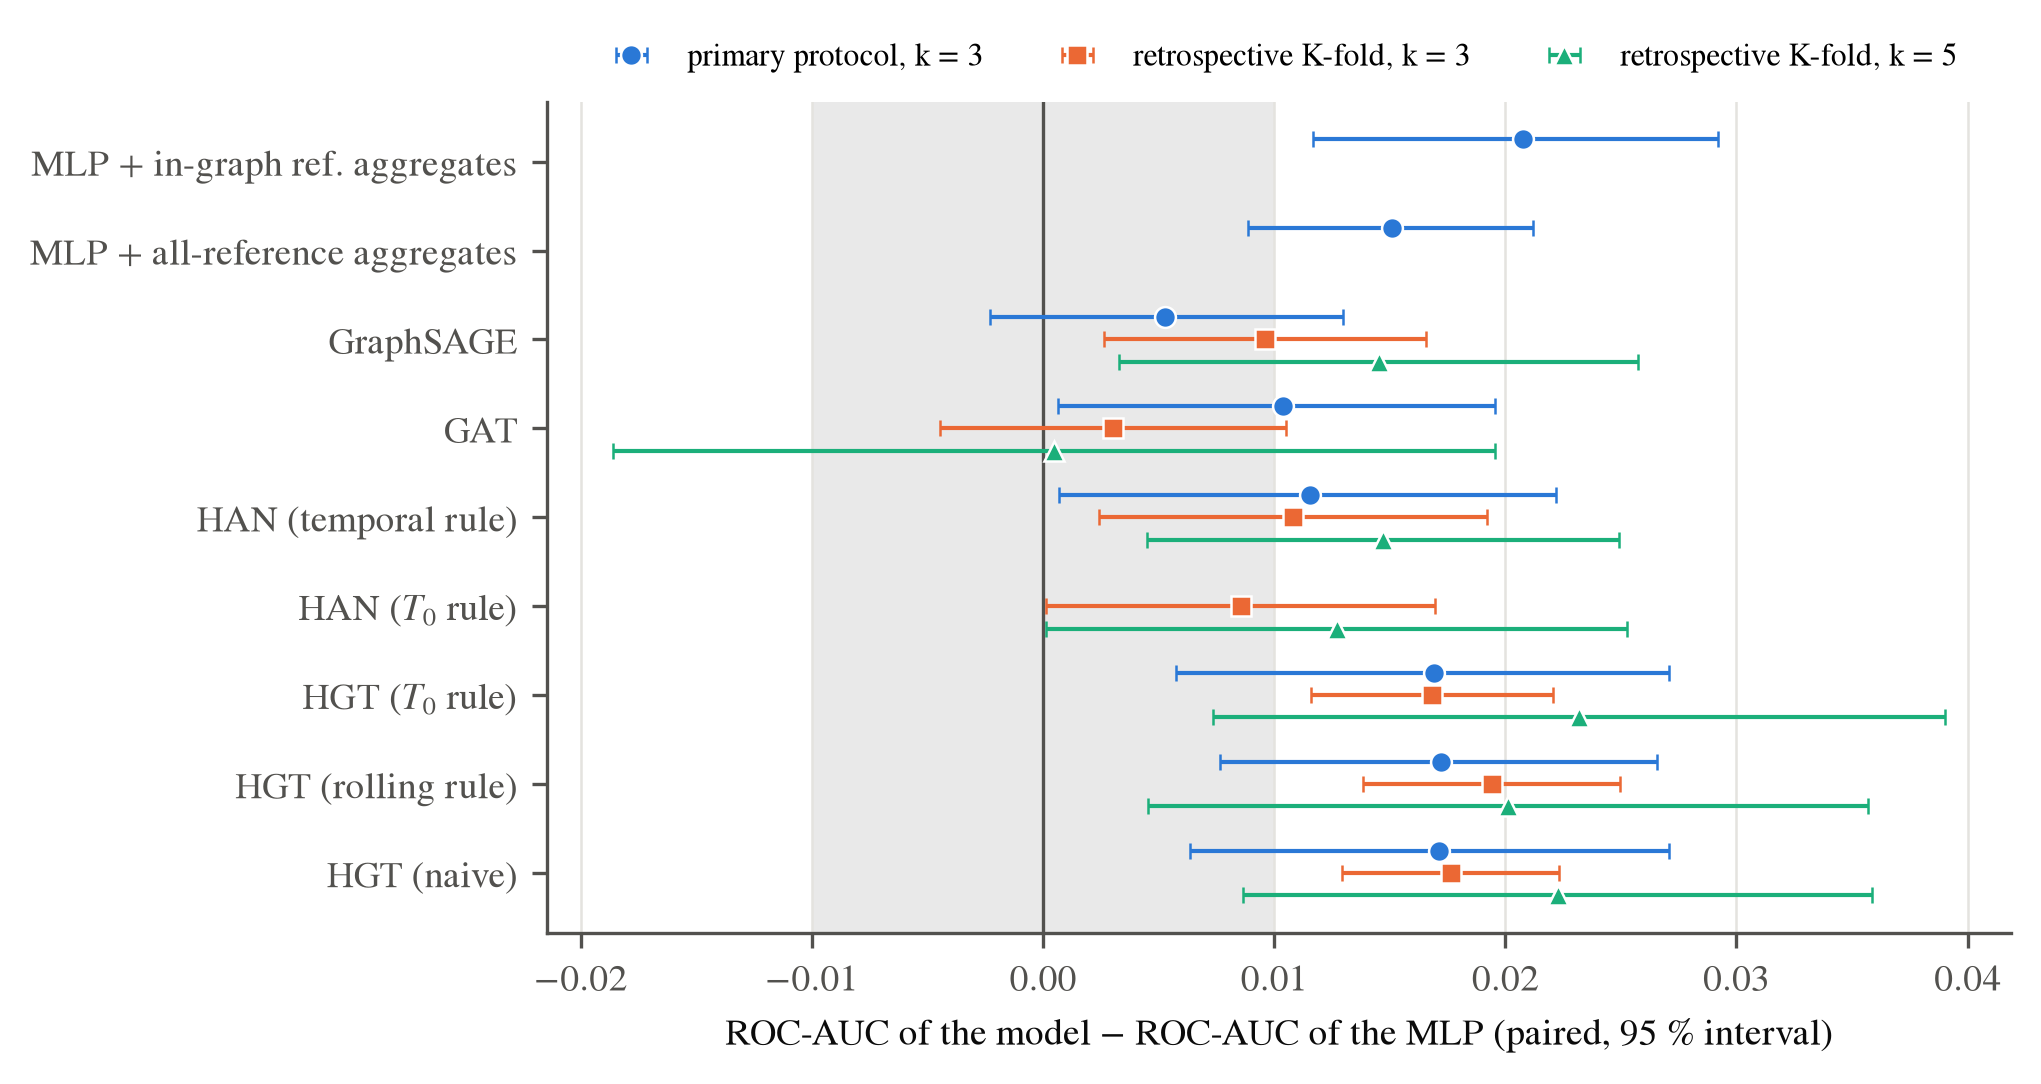 primary protocol, k = 3
retrospective K-fold, k = 3
retrospective K-fold, k = 5
MLP + in-graph ref. aggregates
MLP + all-reference aggregates
GraphSAGE
GAT
HAN (temporal rule)
HAN (T₀ rule)
HGT (T₀ rule)
HGT (rolling rule)
HGT (naive)
−0.02
−0.01
0.00
0.01
0.02
0.03
0.04
ROC-AUC of the model − ROC-AUC of the MLP (paired, 95 % interval)